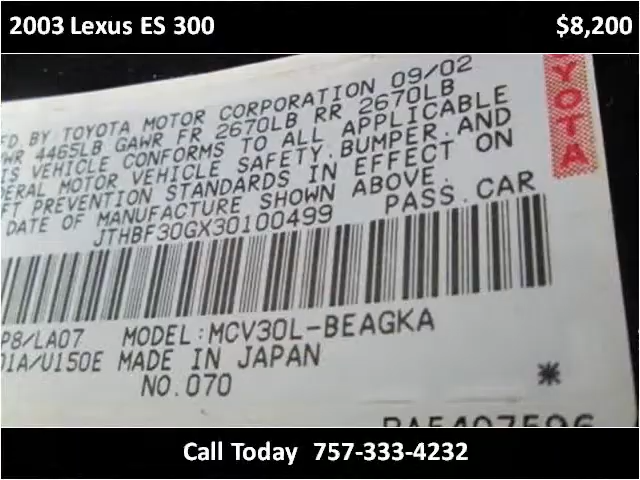 2003 Lexus ES 300 $8,200
FD BY TOYOTA MOTOR CORPORATION 09/02
WR 4465LB GAWR FR 2670LB RR 2670LB
IS VEHICLE CONFORMS TO ALL APPLICABLE
DERAL MOTOR VEHICLE SAFETY, BUMPER, AND
FT PREVENTION STANDARDS IN EFFECT ON
DATE OF MANUFACTURE SHOWN ABOVE.
JTHBF30GX30100499 PASS. CAR
YOTA
P8/LA07 MODEL:MCV30L-BEAGKA
01A/U150E MADE IN JAPAN
NO.070 *
Call Today 757-333-4232